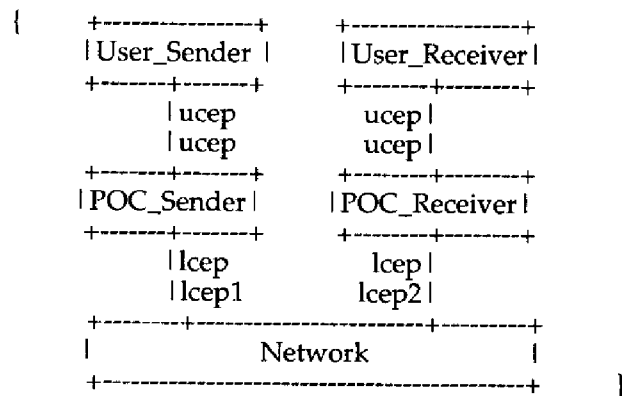 { +---------+-------+ +---------+---------+
|User_Sender | |User_Receiver|
+---------+-------+ +---------+---------+
|ucep ucep|
|ucep ucep|
+---------+-------+ +---------+---------+
|POC_Sender| |POC_Receiver|
+---------+-------+ +---------+---------+
|lcep lcep|
|lcep1 lcep2|
+---------+------------------------+---------+
| Network |
+--------------------------------------------+ }